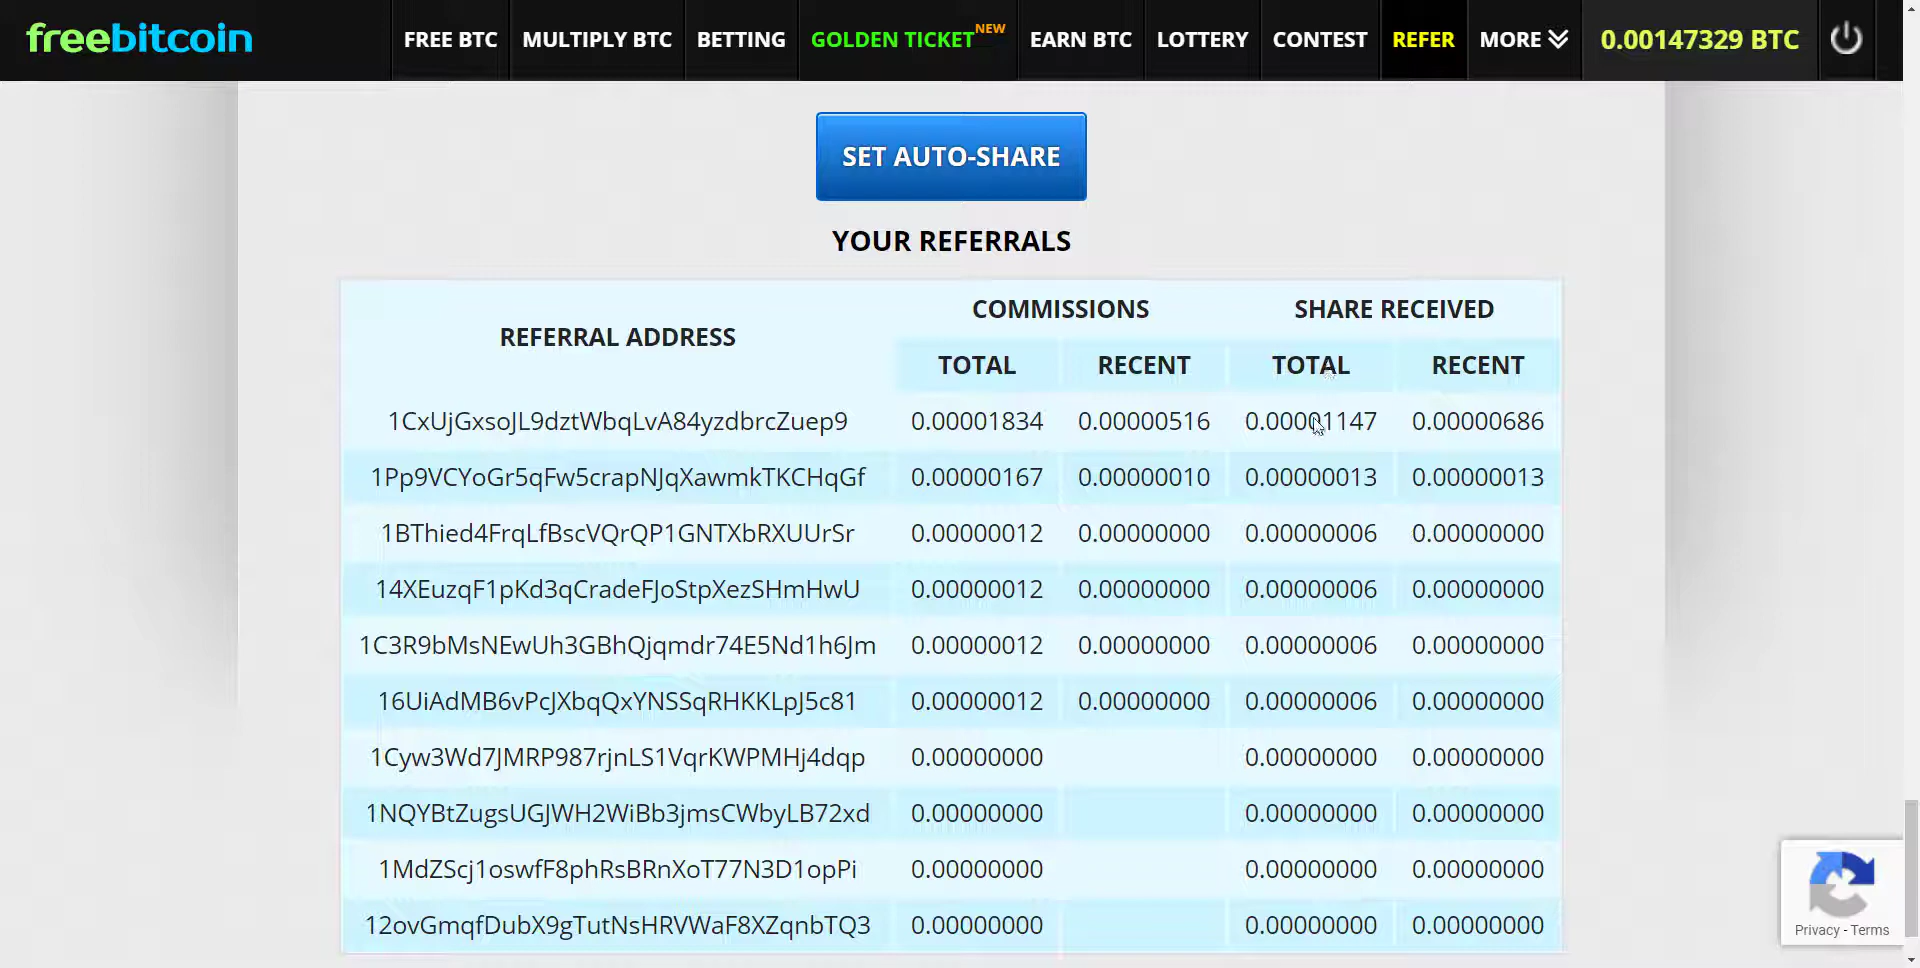 freebitcoin FREE BTC MULTIPLY BTC BETTING GOLDEN TICKET NEW EARN BTC LOTTERY CONTEST REFER MORE 0.00147329 BTC
SET AUTO-SHARE
YOUR REFERRALS
REFERRAL ADDRESS COMMISSIONS SHARE RECEIVED
TOTAL RECENT TOTAL RECENT
1CxUjGxsoJL9dztWbqLvA84yzdbrcZuep9 0.00001834 0.00000516 0.00001147 0.00000686
1Pp9VCYoGr5qFw5crapNJqXawmkTKCHqGf 0.00000167 0.00000010 0.00000013 0.00000013
1BThied4FrqLfBscVQrQP1GNTXbRXUUrSr 0.00000012 0.00000000 0.00000006 0.00000000
14XEuzqF1pKd3qCradeFJoStpXezSHmHwU 0.00000012 0.00000000 0.00000006 0.00000000
1C3R9bMsNEwUh3GBhQjqmdr74E5Nd1h6Jm 0.00000012 0.00000000 0.00000006 0.00000000
16UiAdMB6vPcJXbqQxYNSSqRHKKLpJ5c81 0.00000012 0.00000000 0.00000006 0.00000000
1Cyw3Wd7JMRP987rjnLS1VqrKWPMHj4dqp 0.00000000 0.00000000 0.00000000
1NQYBtZugsUGJWH2WiBb3jmsCWbyLB72xd 0.00000000 0.00000000 0.00000000
1MdZScj1oswfF8phRsBRnXoT77N3D1opPi 0.00000000 0.00000000 0.00000000
12ovGmqfDubX9gTutNsHRVWaF8XZqnbTQ3 0.00000000 0.00000000 0.00000000
Privacy - Terms